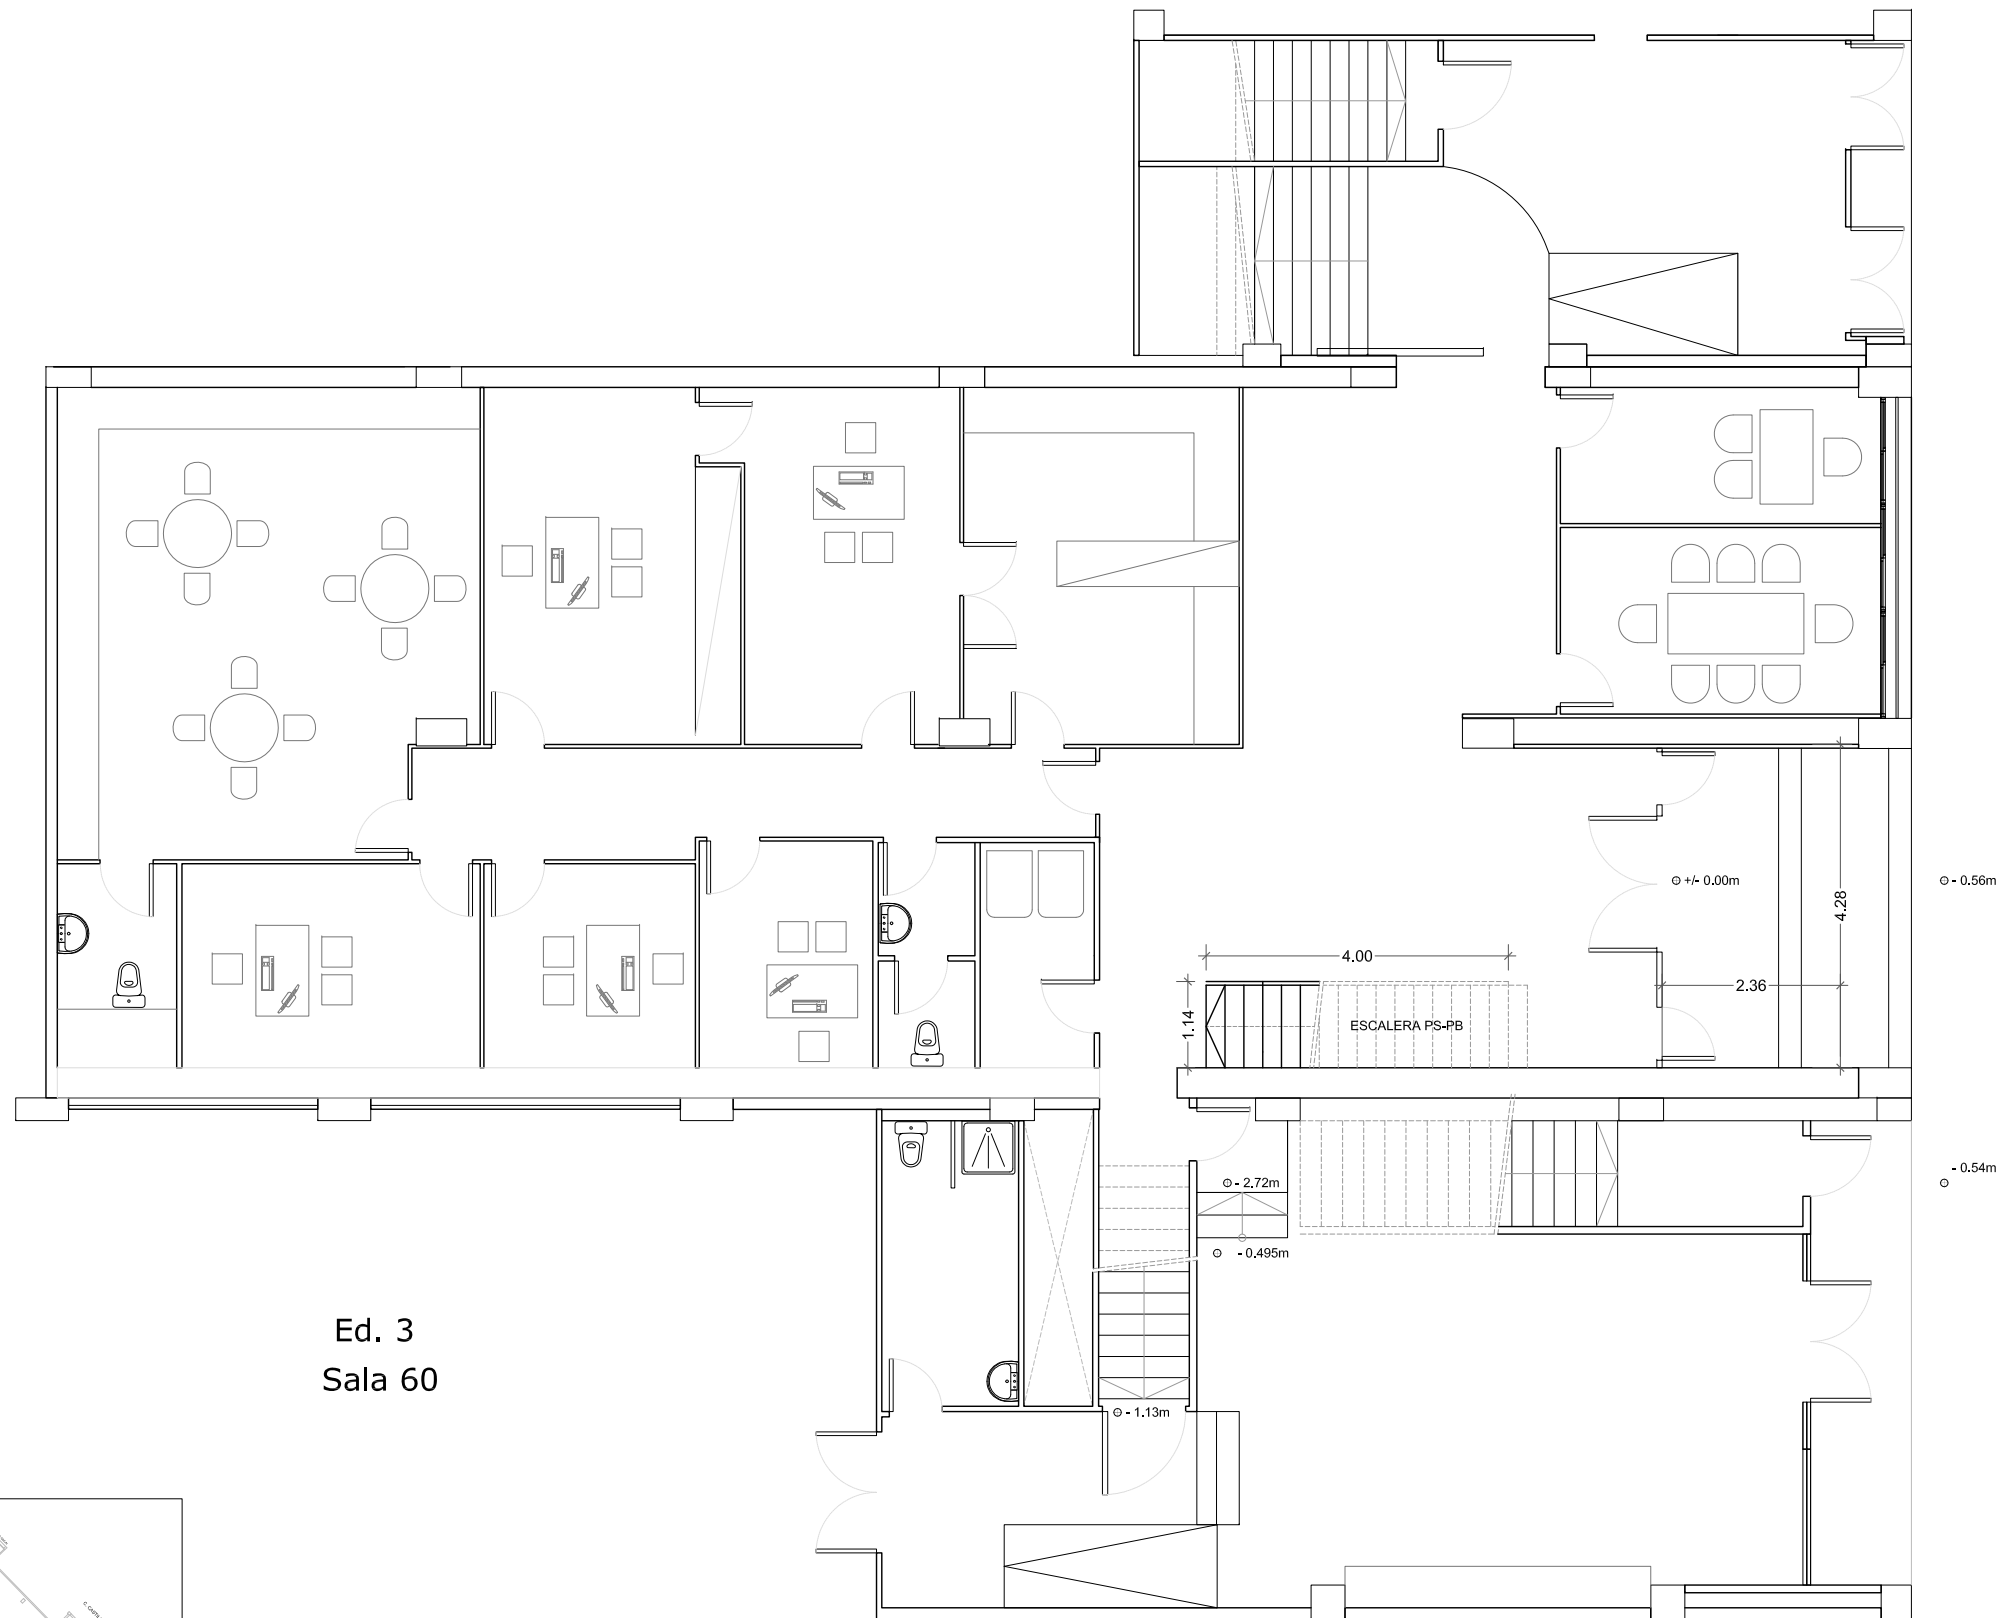 +/- 0.00m
- 0.56m
4.28
4.00
2.36
1.14
ESCALERA PS-PB
- 0.54m
- 2.72m
- 0.495m
Ed. 3
Sala 60
- 1.13m